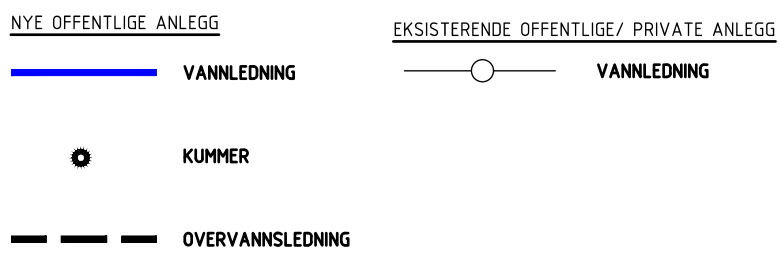 NYE OFFENTLIGE ANLEGG
VANNLEDNING
KUMMER
OVERVANNSLEDNING
EKSISTERENDE OFFENTLIGE/ PRIVATE ANLEGG
VANNLEDNING